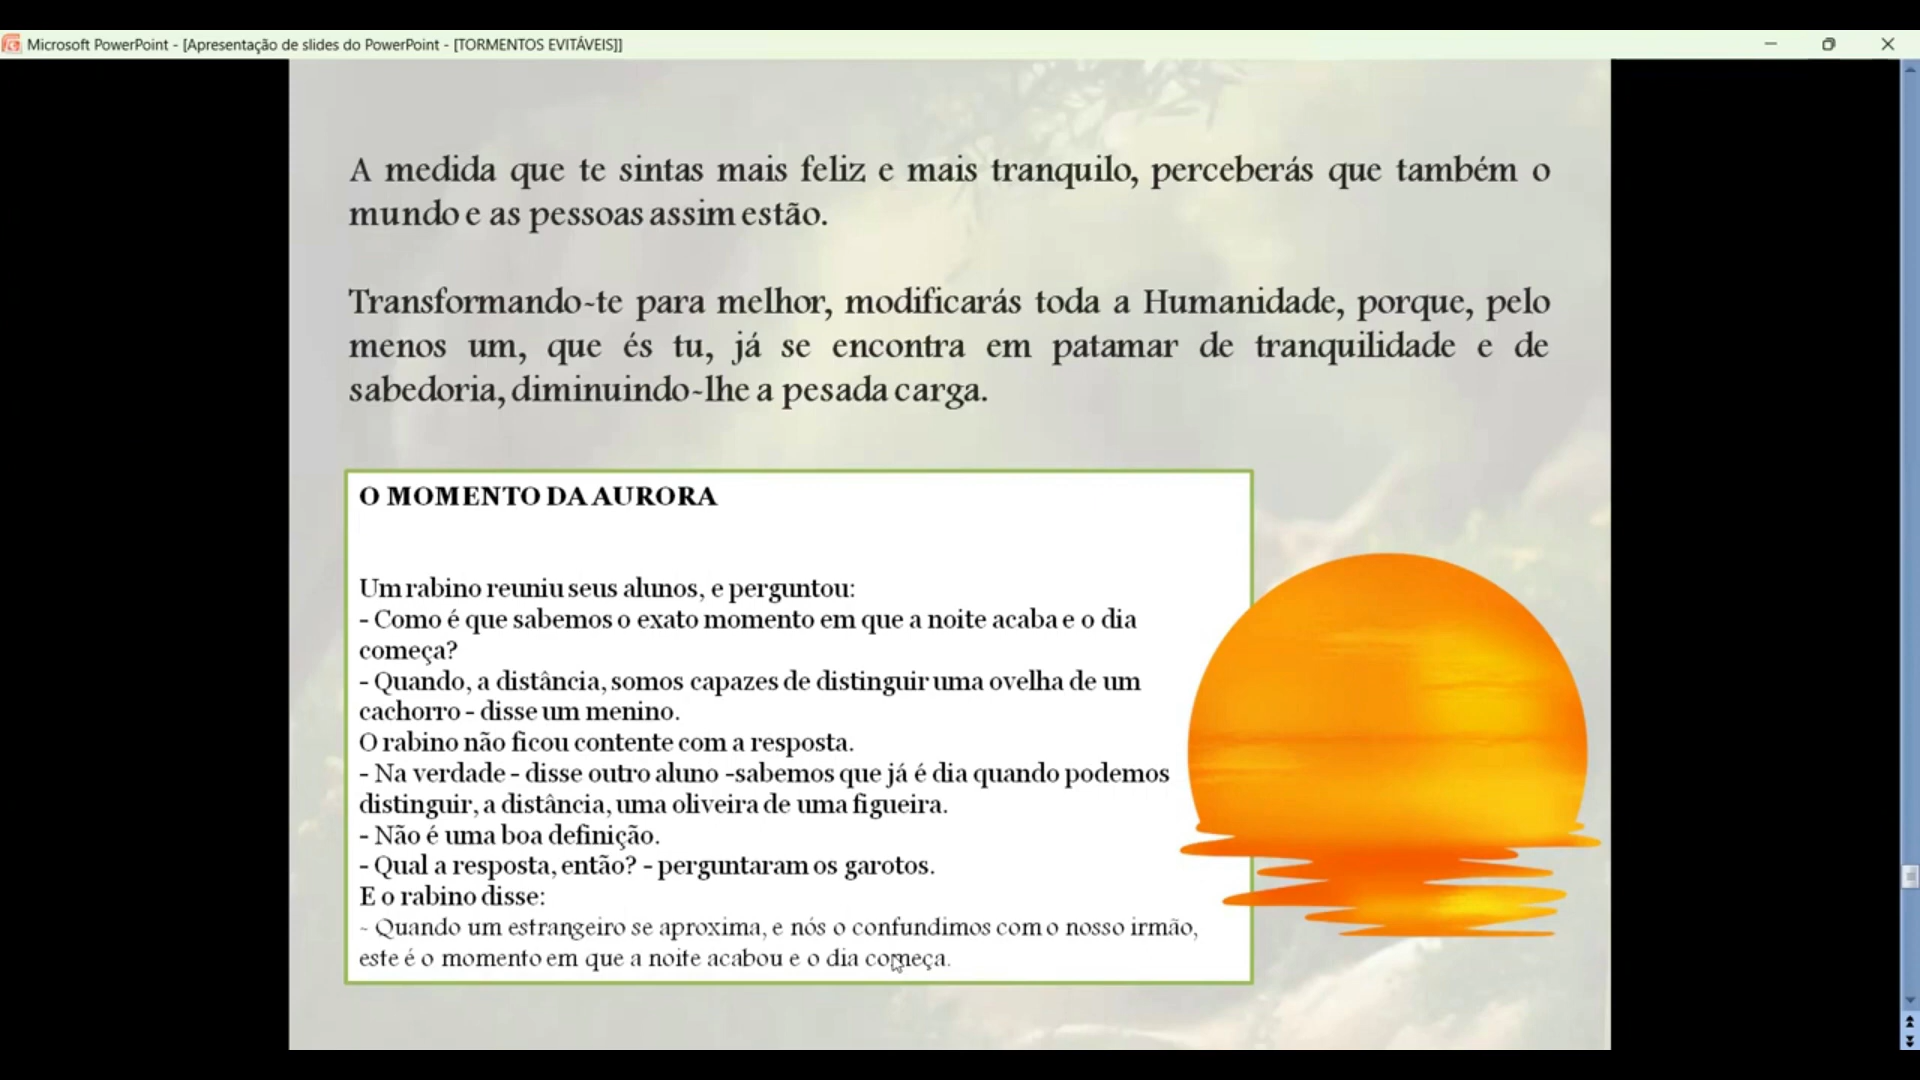 Microsoft PowerPoint - [Apresentação de slides do PowerPoint - [TORMENTOS EVITÁVEIS]]
A medida que te sintas mais feliz e mais tranquilo, perceberás que também o
mundo e as pessoas assim estão.
Transformando-te para melhor, modificarás toda a Humanidade, porque, pelo
menos um, que és tu, já se encontra em patamar de tranquilidade e de
sabedoria, diminuindo-lhe a pesada carga.
O MOMENTO DA AURORA
Um rabino reuniu seus alunos, e perguntou:
- Como é que sabemos o exato momento em que a noite acaba e o dia
começa?
- Quando, a distância, somos capazes de distinguir uma ovelha de um
cachorro - disse um menino.
O rabino não ficou contente com a resposta.
- Na verdade - disse outro aluno -sabemos que já é dia quando podemos
distinguir, a distância, uma oliveira de uma figueira.
- Não é uma boa definição.
- Qual a resposta, então? - perguntaram os garotos.
E o rabino disse:
- Quando um estrangeiro se aproxima, e nós o confundimos com o nosso irmão,
este é o momento em que a noite acabou e o dia começa.